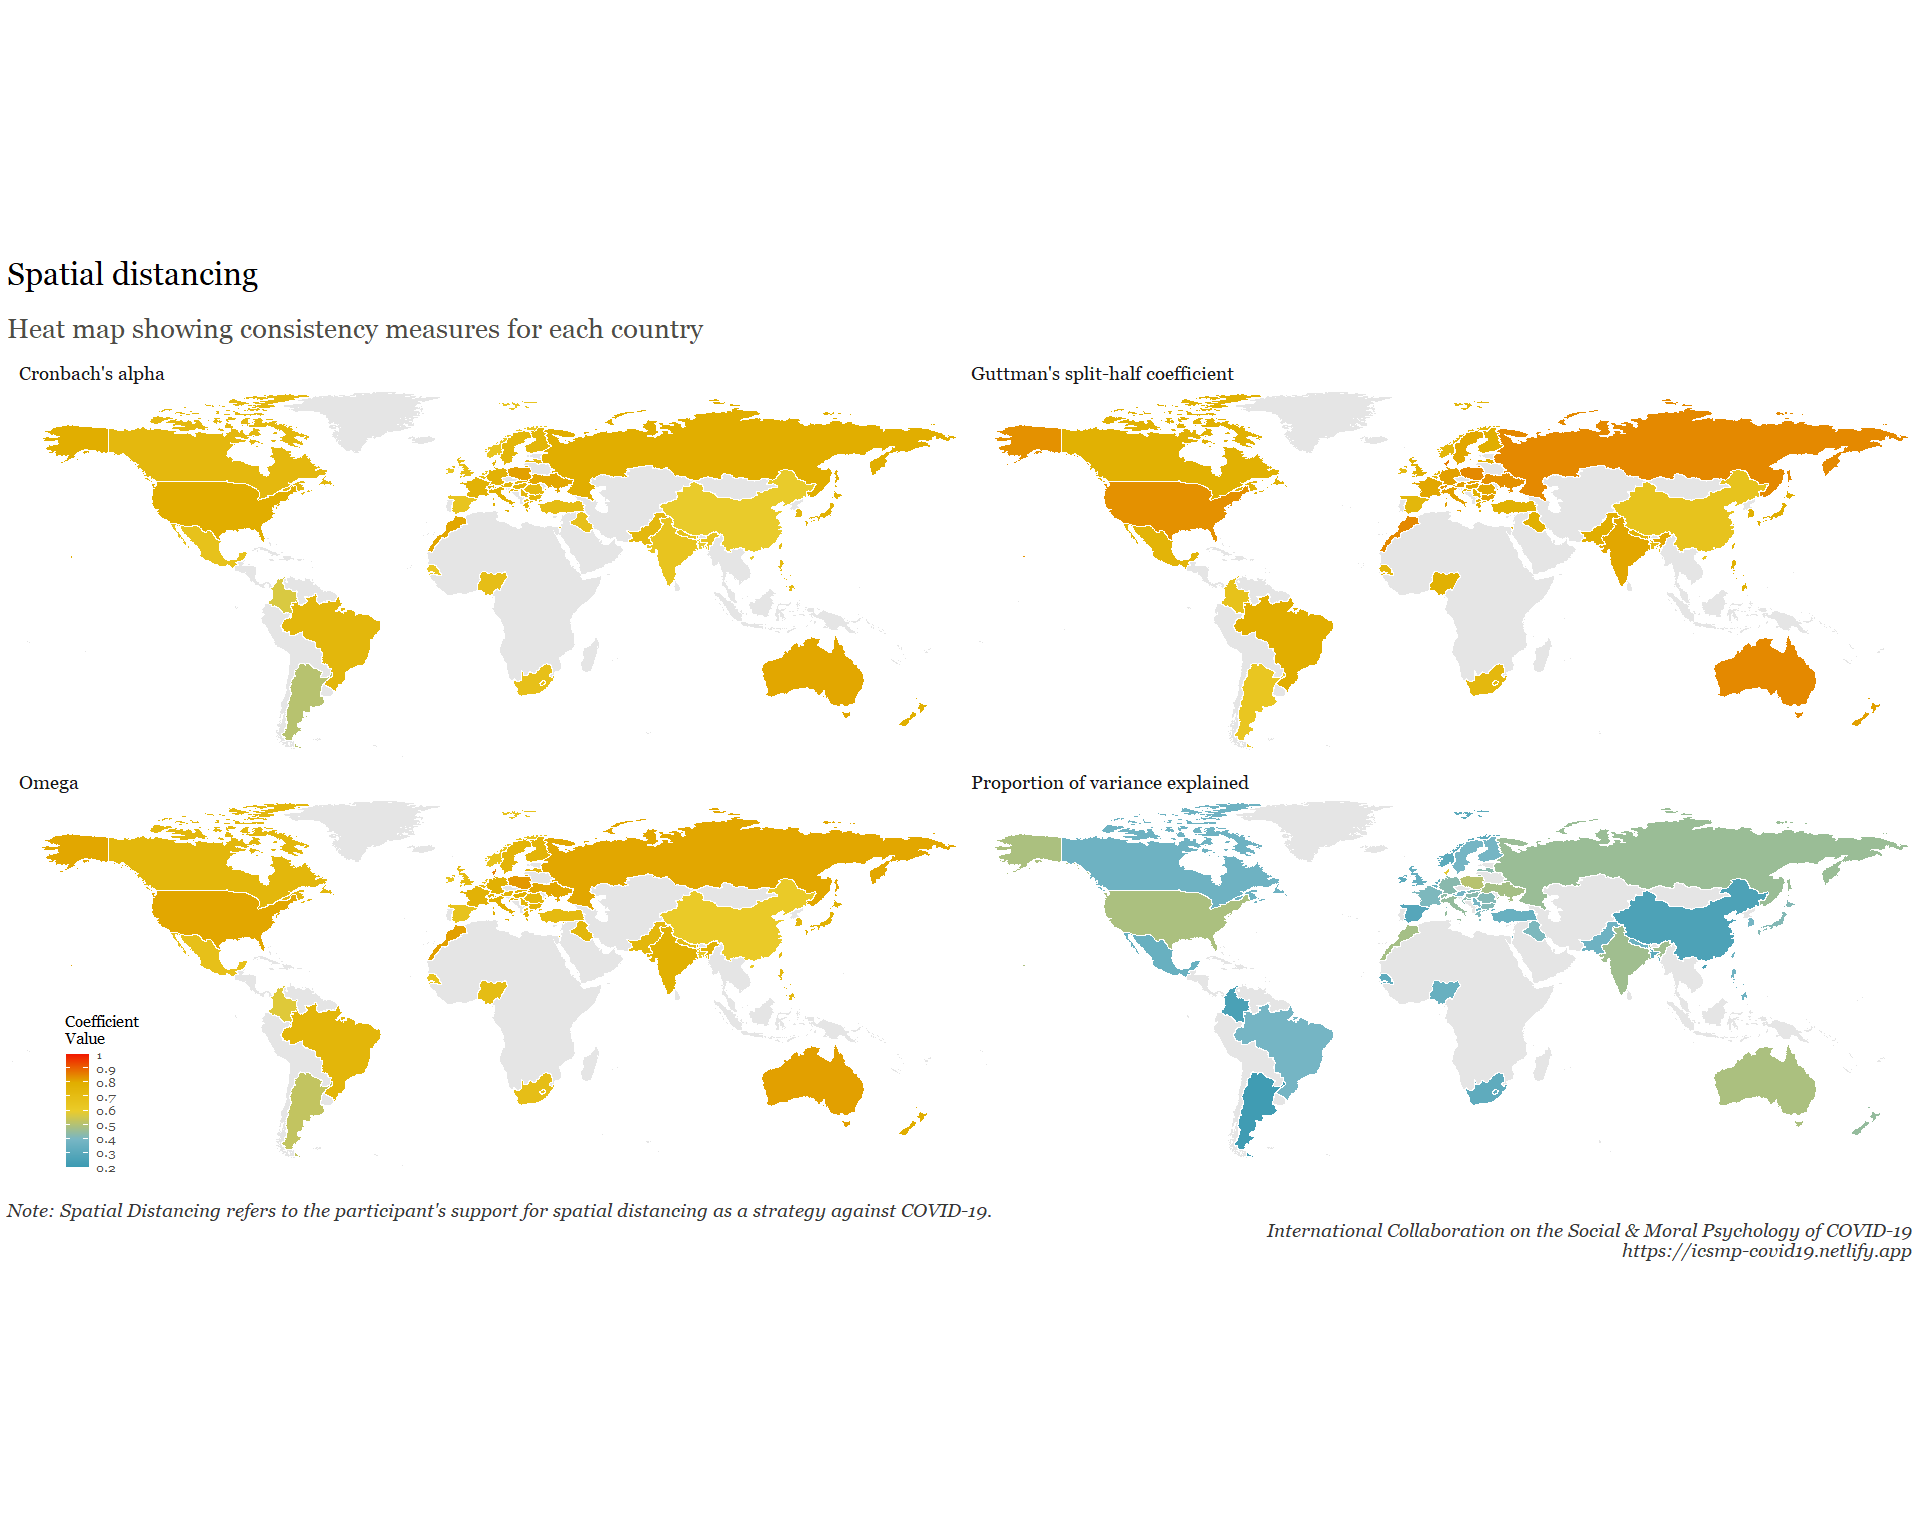 Spatial distancing
Heat map showing consistency measures for each country
Cronbach's alpha
Guttman's split-half coefficient
Omega
Proportion of variance explained
Coefficient
Value
1
0.9
0.8
0.7
0.6
0.5
0.4
0.3
0.2
Note: Spatial Distancing refers to the participant's support for spatial distancing as a strategy against COVID-19.
International Collaboration on the Social & Moral Psychology of COVID-19
https://icsmp-covid19.netlify.app